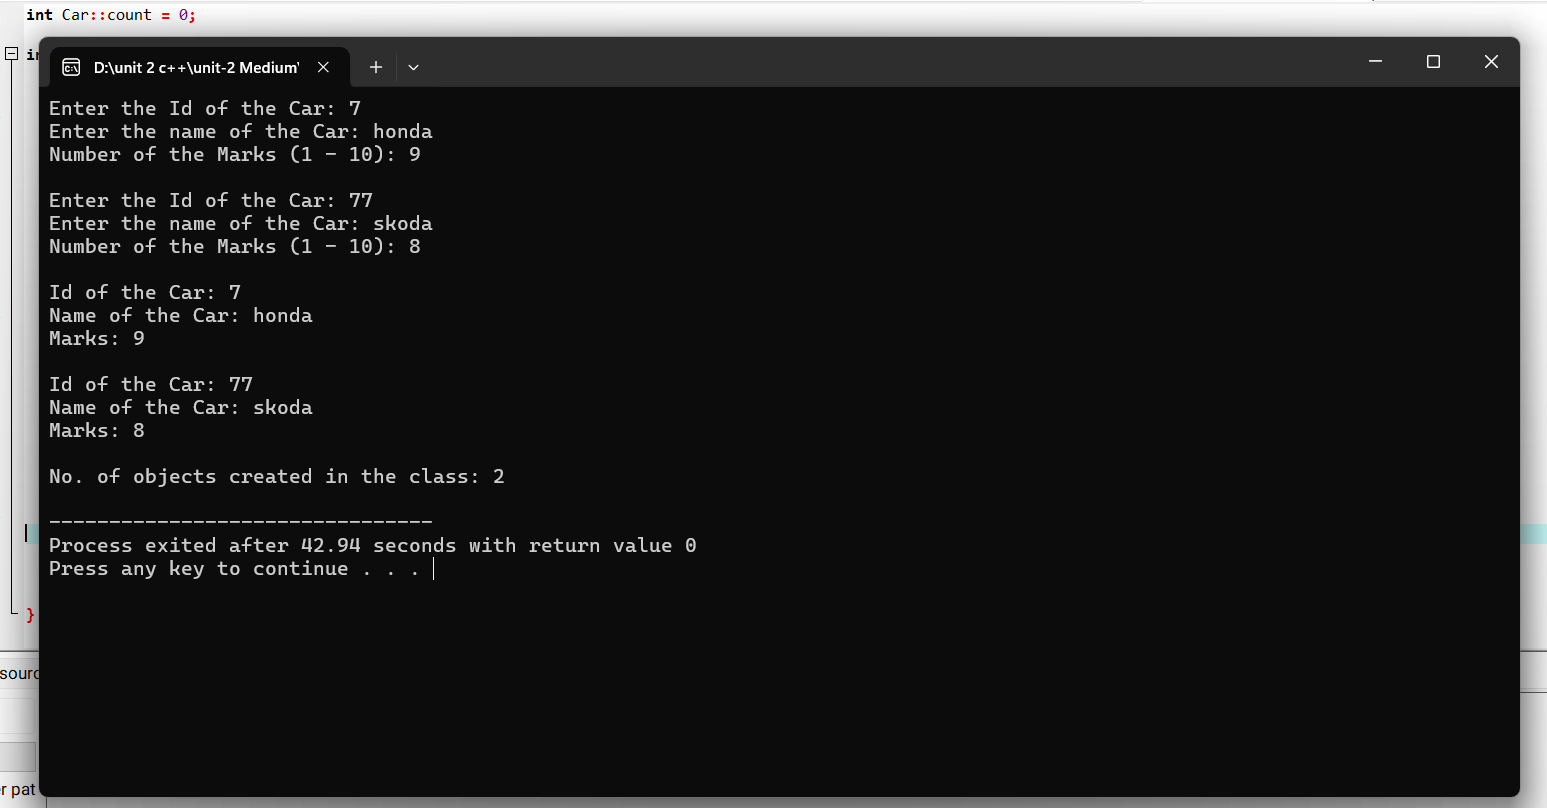 int Car::count = 0;
D:\unit 2 c++\unit-2 Medium\
Enter the Id of the Car: 7
Enter the name of the Car: honda
Number of the Marks (1 - 10): 9
Enter the Id of the Car: 77
Enter the name of the Car: skoda
Number of the Marks (1 - 10): 8
Id of the Car: 7
Name of the Car: honda
Marks: 9
Id of the Car: 77
Name of the Car: skoda
Marks: 8
No. of objects created in the class: 2
--------------------------------
Process exited after 42.94 seconds with return value 0
Press any key to continue . . .
}